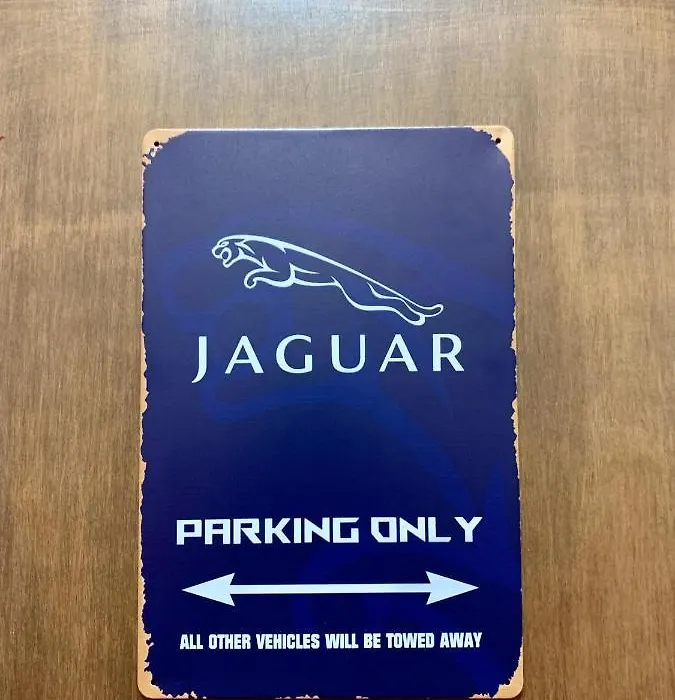 JAGUAR
PARKING ONLY
ALL OTHER VEHICLES WILL BE TOWED AWAY